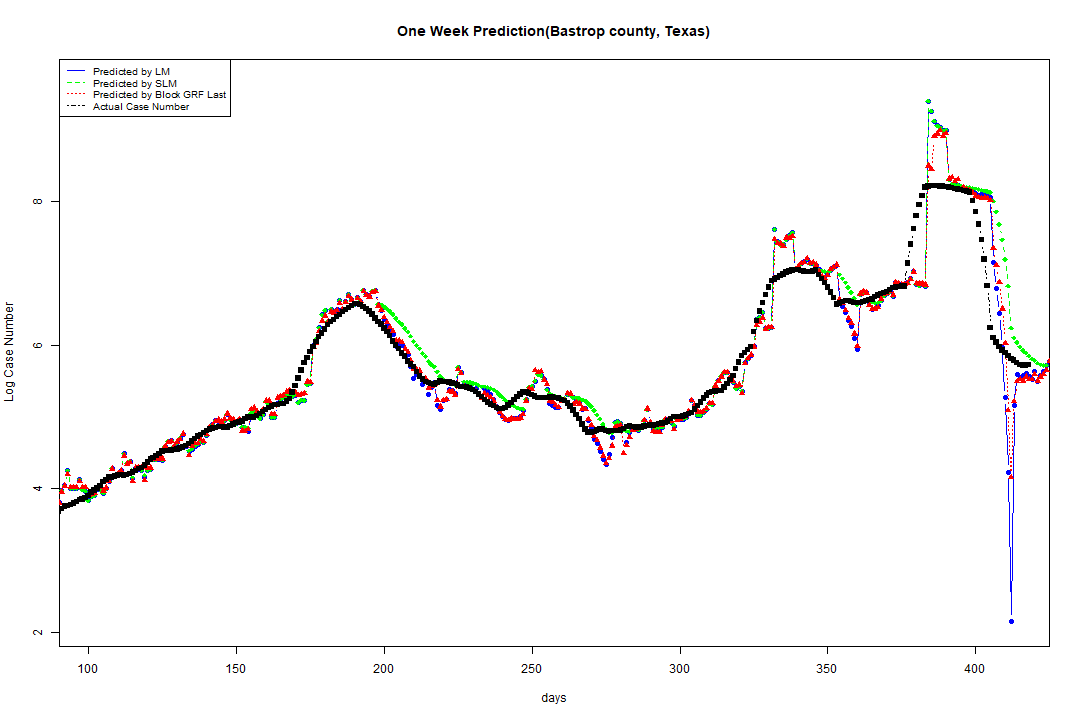 One Week Prediction(Bastrop county, Texas)
Predicted by LM
Predicted by SLM
Predicted by Block GRF Last
Actual Case Number
Log Case Number
8
6
4
2
100 150 200 250 300 350 400
days